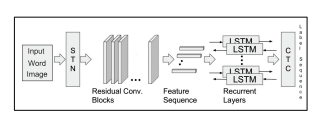 Input
Word
Image
S
T
N
Residual Conv.
Blocks
Feature
Sequence
LSTM
LSTM
LSTM
LSTM
Recurrent
Layers
C
T
C
Label Sequence